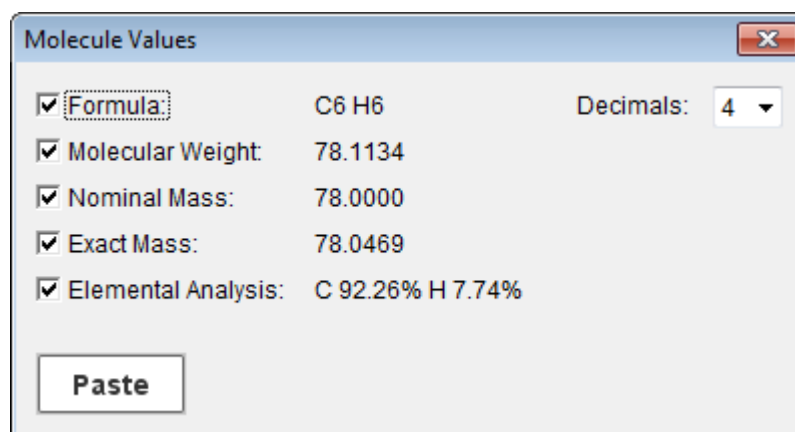 Molecule Values
Formula: C6 H6 Decimals: 4
Molecular Weight: 78.1134
Nominal Mass: 78.0000
Exact Mass: 78.0469
Elemental Analysis: C 92.26% H 7.74%
Paste